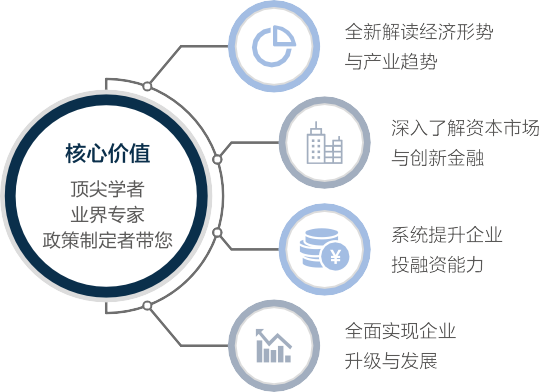 核心价值
顶尖学者
业界专家
政策制定者带您
全新解读经济形势
与产业趋势
深入了解资本市场
与创新金融
¥
系统提升企业
投融资能力
全面实现企业
升级与发展